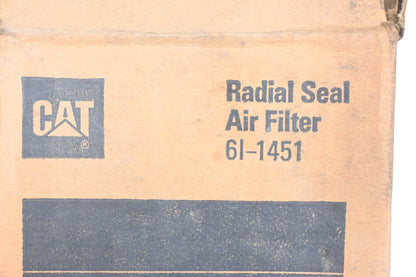 CAT®
Radial Seal
Air Filter
6I-1451